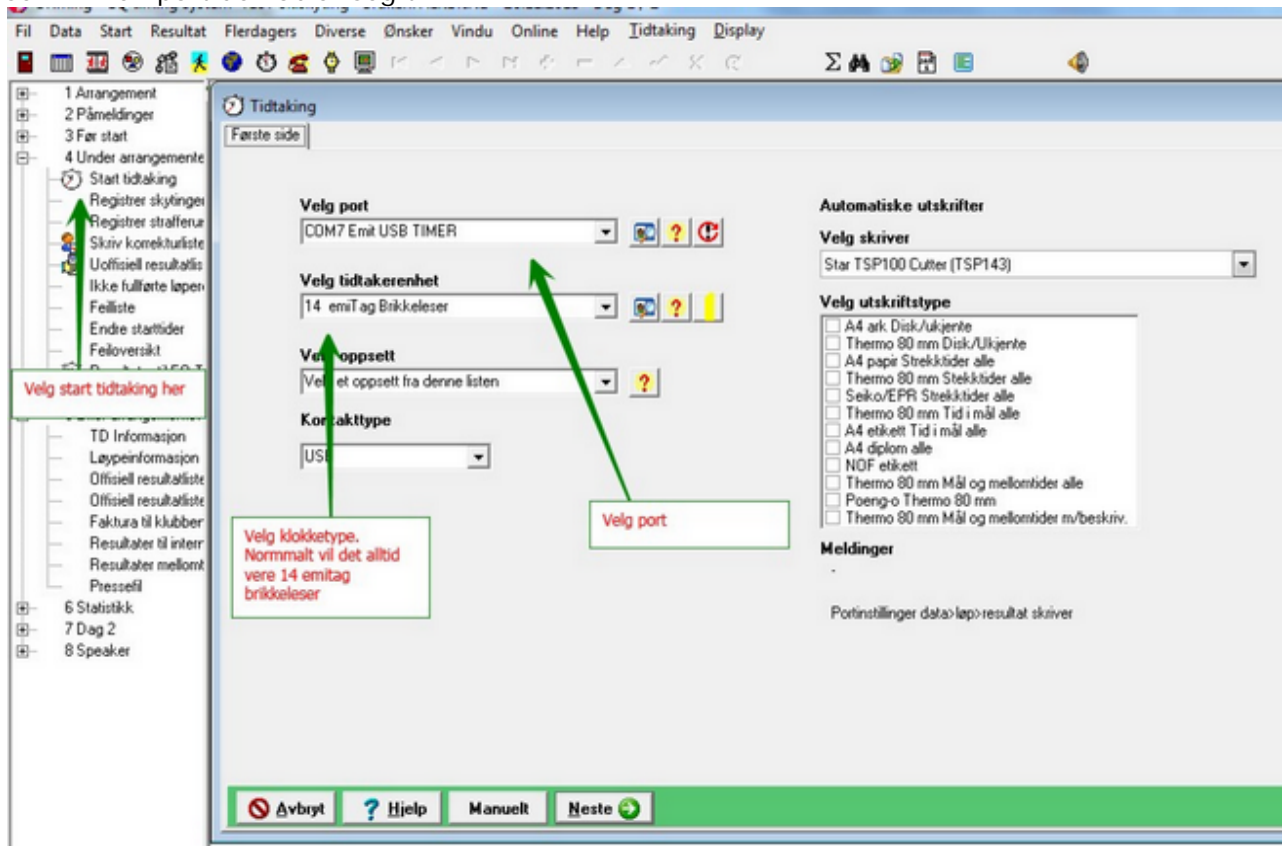 Fil Data Start Resultat Flerdagers Diverse Ønsker Vindu Online Help Tidtaking Display
1 Arrangement
2 Påmeldinger
3 Før start
4 Under arrangemente
Start tidtaking
Registrer skytinger
Registrer strafferur
Skriv korrekturliste
Uoffisiell resultatlis
Ikke fullførte løpere
Feilliste
Endre starttider
Feiloversikt
Velg start tidtaking her
TD Informasjon
Løypeinformasjon
Offisiell resultatliste
Offisiell resultatliste
Faktura til klubber
Resultater til interr
Resultater mellomt
Pressefil
6 Statistikk
7 Dag 2
8 Speaker
Tidtaking
Første side
Velg port
COM7 Emit USB TIMER
Velg tidtakerenhet
14 emiTag Brikkeleser
oppsett
et oppsett fra denne listen
Kontakttype
Velg klokketype.
Normmalt vil det alltid
vere 14 emitag
brikkeleser
Velg port
Automatiske utskrifter
Velg skriver
Star TSP100 Cutter (TSP143)
Velg utskriftstype
A4 ark Disk/ukjente
Thermo 80 mm Disk/Ukjente
A4 papir Strekktider alle
Thermo 80 mm Stekktider alle
Seiko/EPR Strekktider alle
Thermo 80 mm Tid i mål alle
A4 etikett Tid i mål alle
A4 diplom alle
NOF etikett
Thermo 80 mm Mål og mellomtider alle
Poeng-o Thermo 80 mm
Thermo 80 mm Mål og mellomtider m/beskriv.
Meldinger
-
Portinstillinger data>løp>resultat skriver
Avbryt Hjelp Manuelt Neste